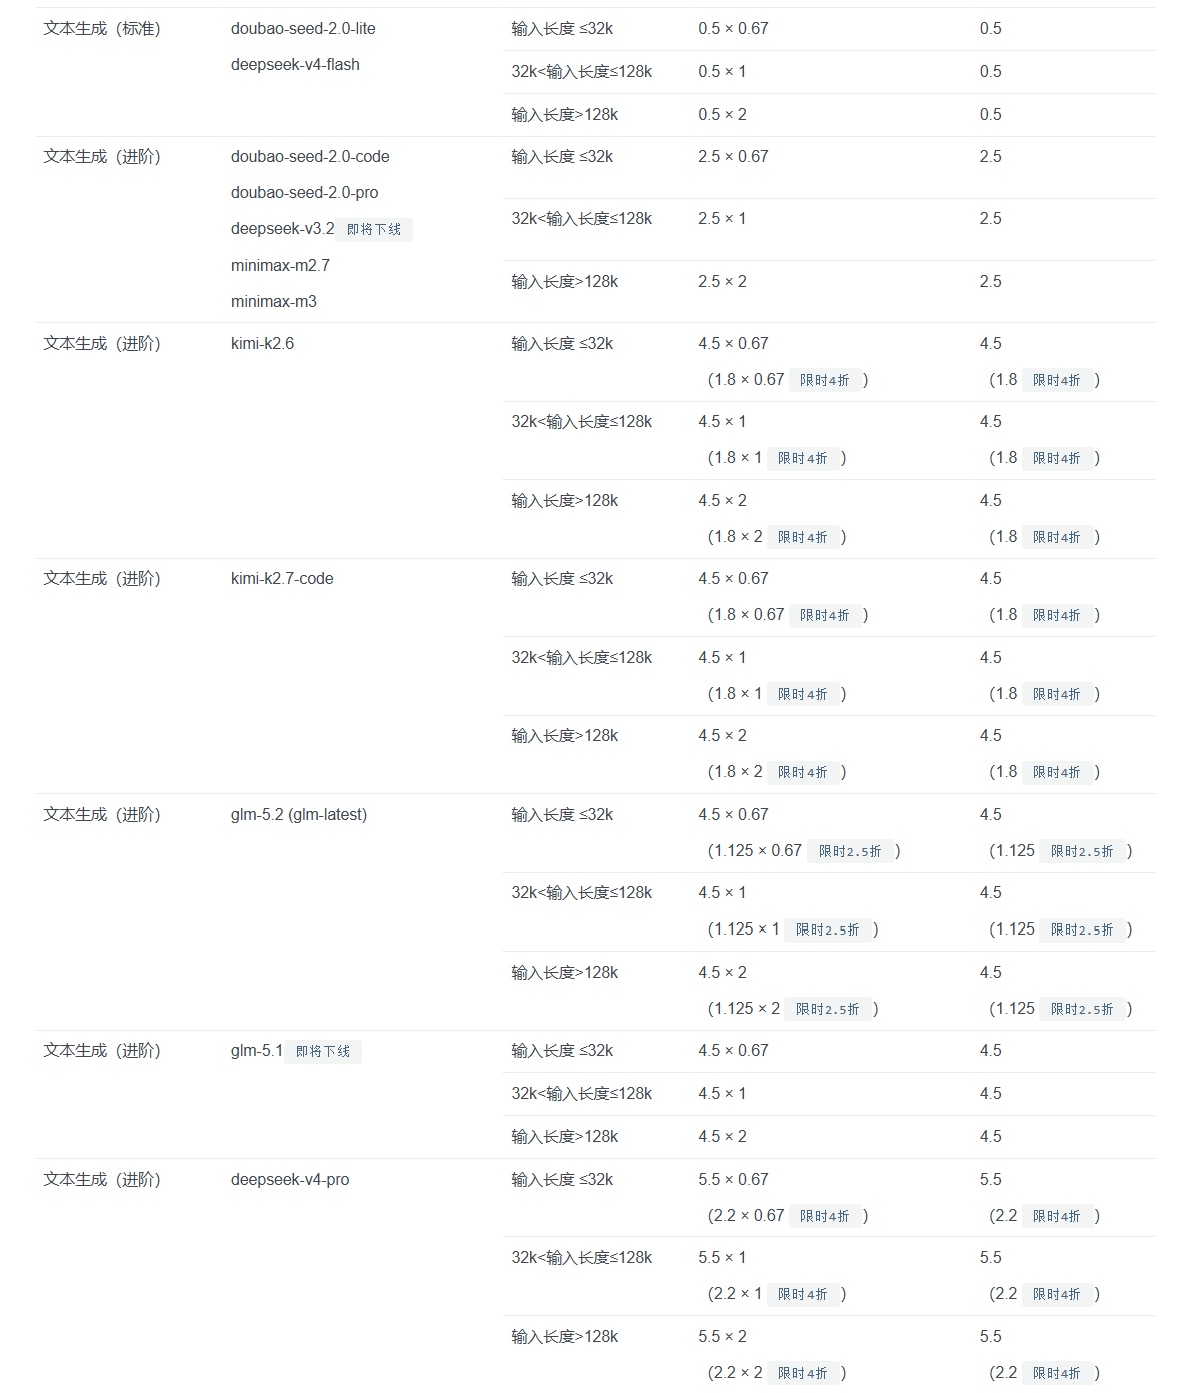 文本生成（标准） doubao-seed-2.0-lite 输入长度 ≤32k 0.5 × 0.67 0.5
deepseek-v4-flash
32k<输入长度≤128k 0.5 × 1 0.5
输入长度>128k 0.5 × 2 0.5
文本生成（进阶） doubao-seed-2.0-code 输入长度 ≤32k 2.5 × 0.67 2.5
doubao-seed-2.0-pro
32k<输入长度≤128k 2.5 × 1 2.5
deepseek-v3.2 即将下线
minimax-m2.7
输入长度>128k 2.5 × 2 2.5
minimax-m3
文本生成（进阶） kimi-k2.6 输入长度 ≤32k 4.5 × 0.67 4.5
(1.8 × 0.67 限时4折 ) (1.8 限时4折 )
32k<输入长度≤128k 4.5 × 1 4.5
(1.8 × 1 限时4折 ) (1.8 限时4折 )
输入长度>128k 4.5 × 2 4.5
(1.8 × 2 限时4折 ) (1.8 限时4折 )
文本生成（进阶） kimi-k2.7-code 输入长度 ≤32k 4.5 × 0.67 4.5
(1.8 × 0.67 限时4折 ) (1.8 限时4折 )
32k<输入长度≤128k 4.5 × 1 4.5
(1.8 × 1 限时4折 ) (1.8 限时4折 )
输入长度>128k 4.5 × 2 4.5
(1.8 × 2 限时4折 ) (1.8 限时4折 )
文本生成（进阶） glm-5.2 (glm-latest) 输入长度 ≤32k 4.5 × 0.67 4.5
(1.125 × 0.67 限时2.5折 ) (1.125 限时2.5折 )
32k<输入长度≤128k 4.5 × 1 4.5
(1.125 × 1 限时2.5折 ) (1.125 限时2.5折 )
输入长度>128k 4.5 × 2 4.5
(1.125 × 2 限时2.5折 ) (1.125 限时2.5折 )
文本生成（进阶） glm-5.1 即将下线 输入长度 ≤32k 4.5 × 0.67 4.5
32k<输入长度≤128k 4.5 × 1 4.5
输入长度>128k 4.5 × 2 4.5
文本生成（进阶） deepseek-v4-pro 输入长度 ≤32k 5.5 × 0.67 5.5
(2.2 × 0.67 限时4折 ) (2.2 限时4折 )
32k<输入长度≤128k 5.5 × 1 5.5
(2.2 × 1 限时4折 ) (2.2 限时4折 )
输入长度>128k 5.5 × 2 5.5
(2.2 × 2 限时4折 ) (2.2 限时4折 )